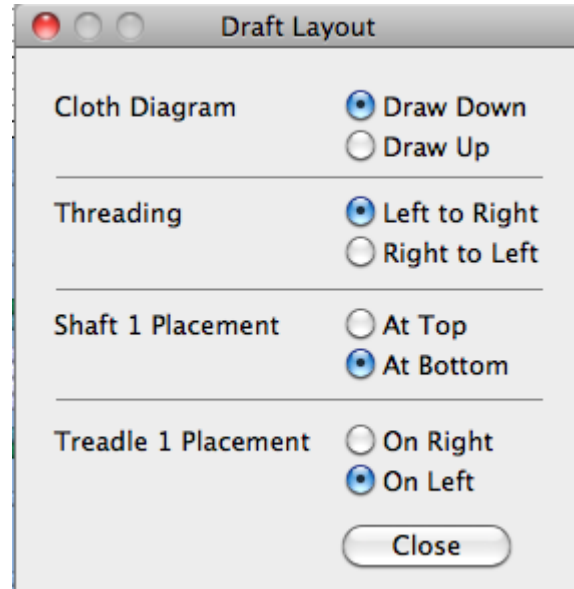 Draft Layout
Cloth Diagram Draw Down
Draw Up
Threading Left to Right
Right to Left
Shaft 1 Placement At Top
At Bottom
Treadle 1 Placement On Right
On Left
Close